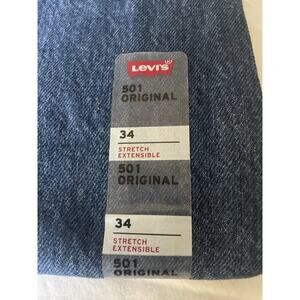 Levi's
501
ORIGINAL
34
STRETCH
EXTENSIBLE
501
ORIGINAL
34
STRETCH
EXTENSIBLE
501
ORIGINAL